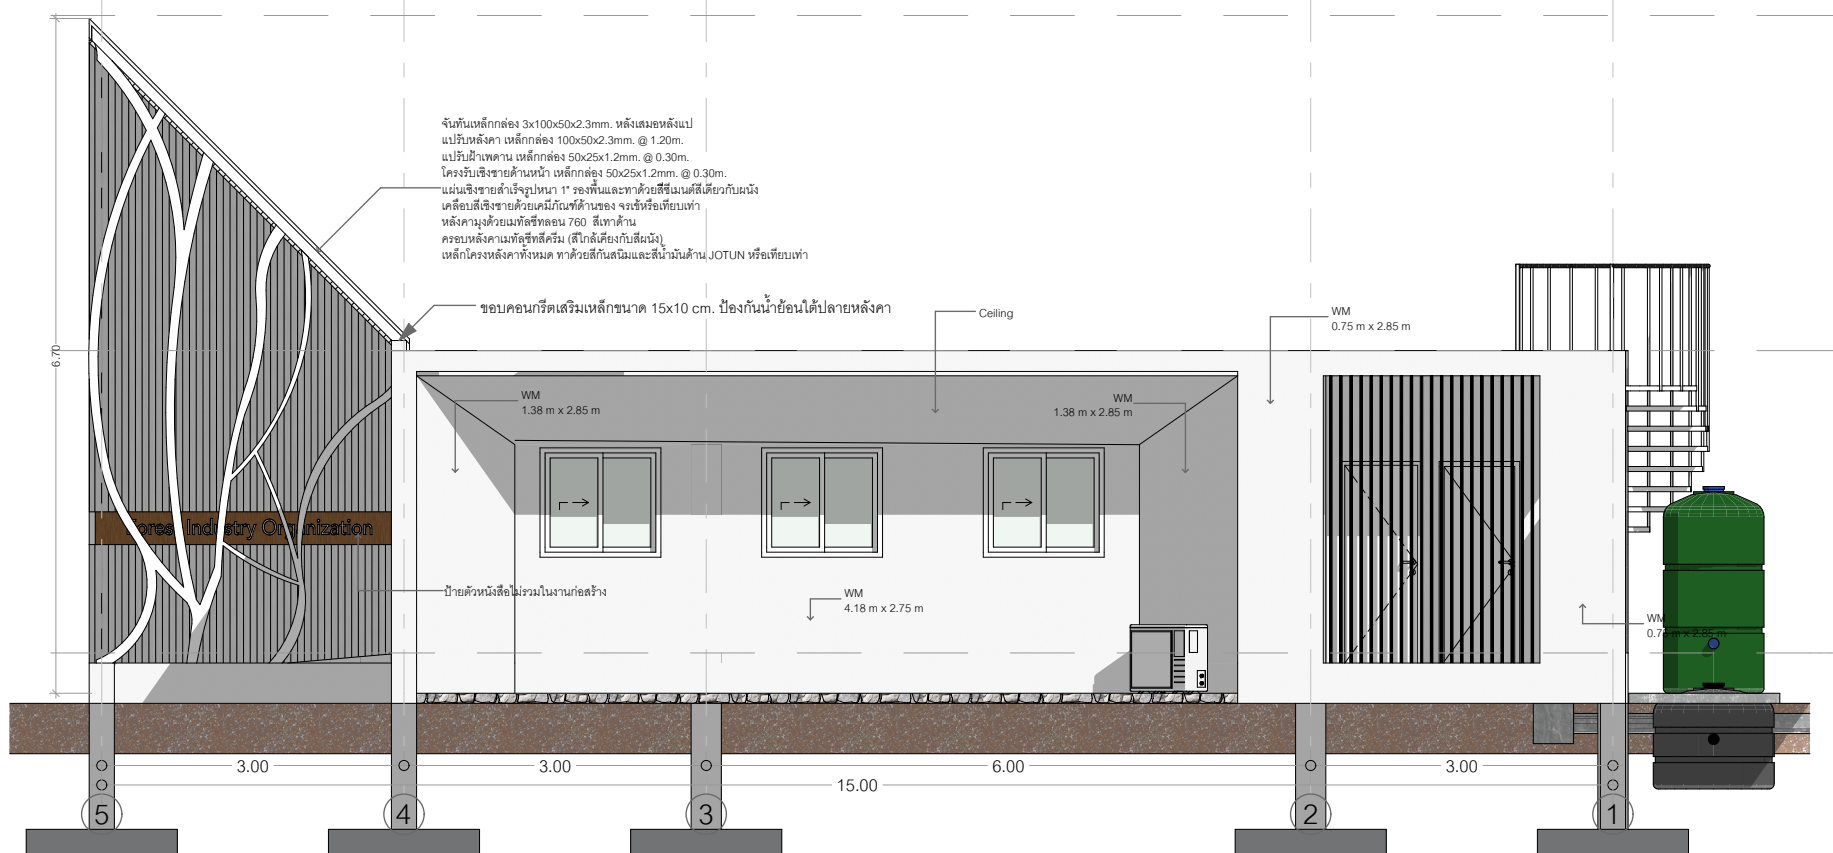 จันทันเหล็กกล่อง 3x100x50x2.3mm. หลังเสมอหลังแป
แปรับหลังคา เหล็กกล่อง 100x50x2.3mm. @ 1.20m.
แปรับฝ้าเพดาน เหล็กกล่อง 50x25x1.2mm. @ 0.30m.
โครงรับเชิงชายด้านหน้า เหล็กกล่อง 50x25x1.2mm. @ 0.30m.
แผ่นเชิงชายสำเร็จรูปหนา 1" รองพื้นและทาด้วยสีซีเมนต์สีเดียวกับผนัง
เคลือบสีเชิงชายด้วยเคมีภัณฑ์ด้านของ จรเข้หรือเทียบเท่า
หลังคามุงด้วยเมทัลชีทลอน 760 สีเทาด้าน
ครอบหลังคาเมทัลชีทสีครีม (สีใกล้เคียงกับสีผนัง)
เหล็กโครงหลังคาทั้งหมด ทาด้วยสีกันสนิมและสีน้ำมันด้าน JOTUN หรือเทียบเท่า
ขอบคอนกรีตเสริมเหล็กขนาด 15x10 cm. ป้องกันน้ำย้อนใต้ปลายหลังคา
Ceiling
WM
0.75 m x 2.85 m
6.70
WM
1.38 m x 2.85 m
WM
1.38 m x 2.85 m
Forest Industry Organization
ป้ายตัวหนังสือไม่รวมในงานก่อสร้าง
WM
4.18 m x 2.75 m
WM
0.75 m x 2.85 m
3.00
3.00
6.00
3.00
15.00
5
4
3
2
1